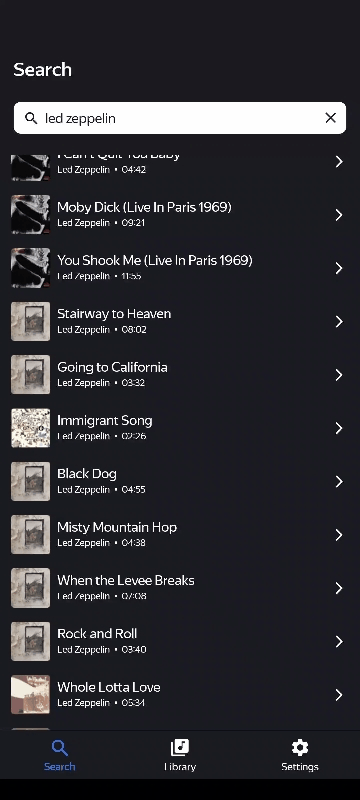 Search
led zeppelin
I Can't Quit You Baby
Led Zeppelin • 04:42
Moby Dick (Live In Paris 1969)
Led Zeppelin • 09:21
You Shook Me (Live In Paris 1969)
Led Zeppelin • 11:55
Stairway to Heaven
Led Zeppelin • 08:02
Going to California
Led Zeppelin • 03:32
Immigrant Song
Led Zeppelin • 02:26
Black Dog
Led Zeppelin • 04:55
Misty Mountain Hop
Led Zeppelin • 04:38
When the Levee Breaks
Led Zeppelin • 07:08
Rock and Roll
Led Zeppelin • 03:40
Whole Lotta Love
Led Zeppelin • 05:34
Search
Library
Settings